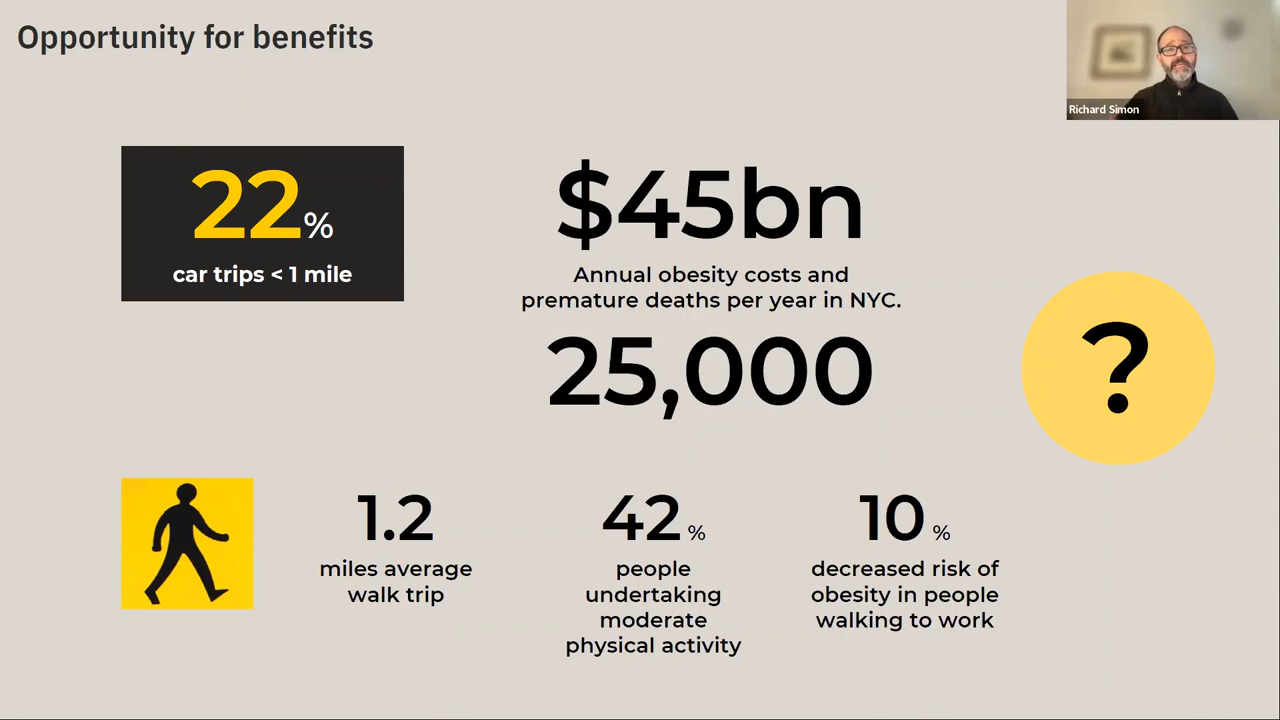 Opportunity for benefits
Richard Simon
22%
car trips < 1 mile
$45bn
Annual obesity costs and
premature deaths per year in NYC.
25,000
?
1.2
miles average
walk trip
42 %
people
undertaking
moderate
physical activity
10 %
decreased risk of
obesity in people
walking to work